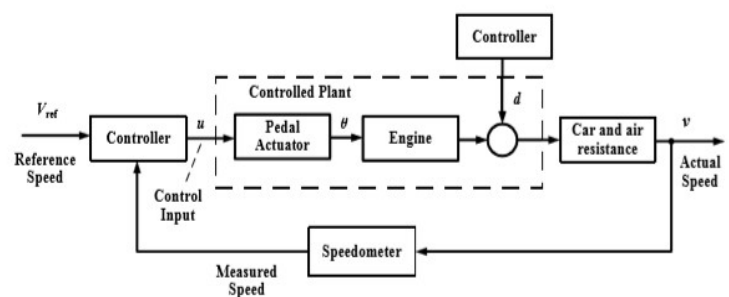 Controller
Controlled Plant
V ref
Reference
Speed
Controller
u
Control
Input
Pedal
Actuator
θ
Engine
d
Car and air
resistance
v
Actual
Speed
Speedometer
Measured
Speed